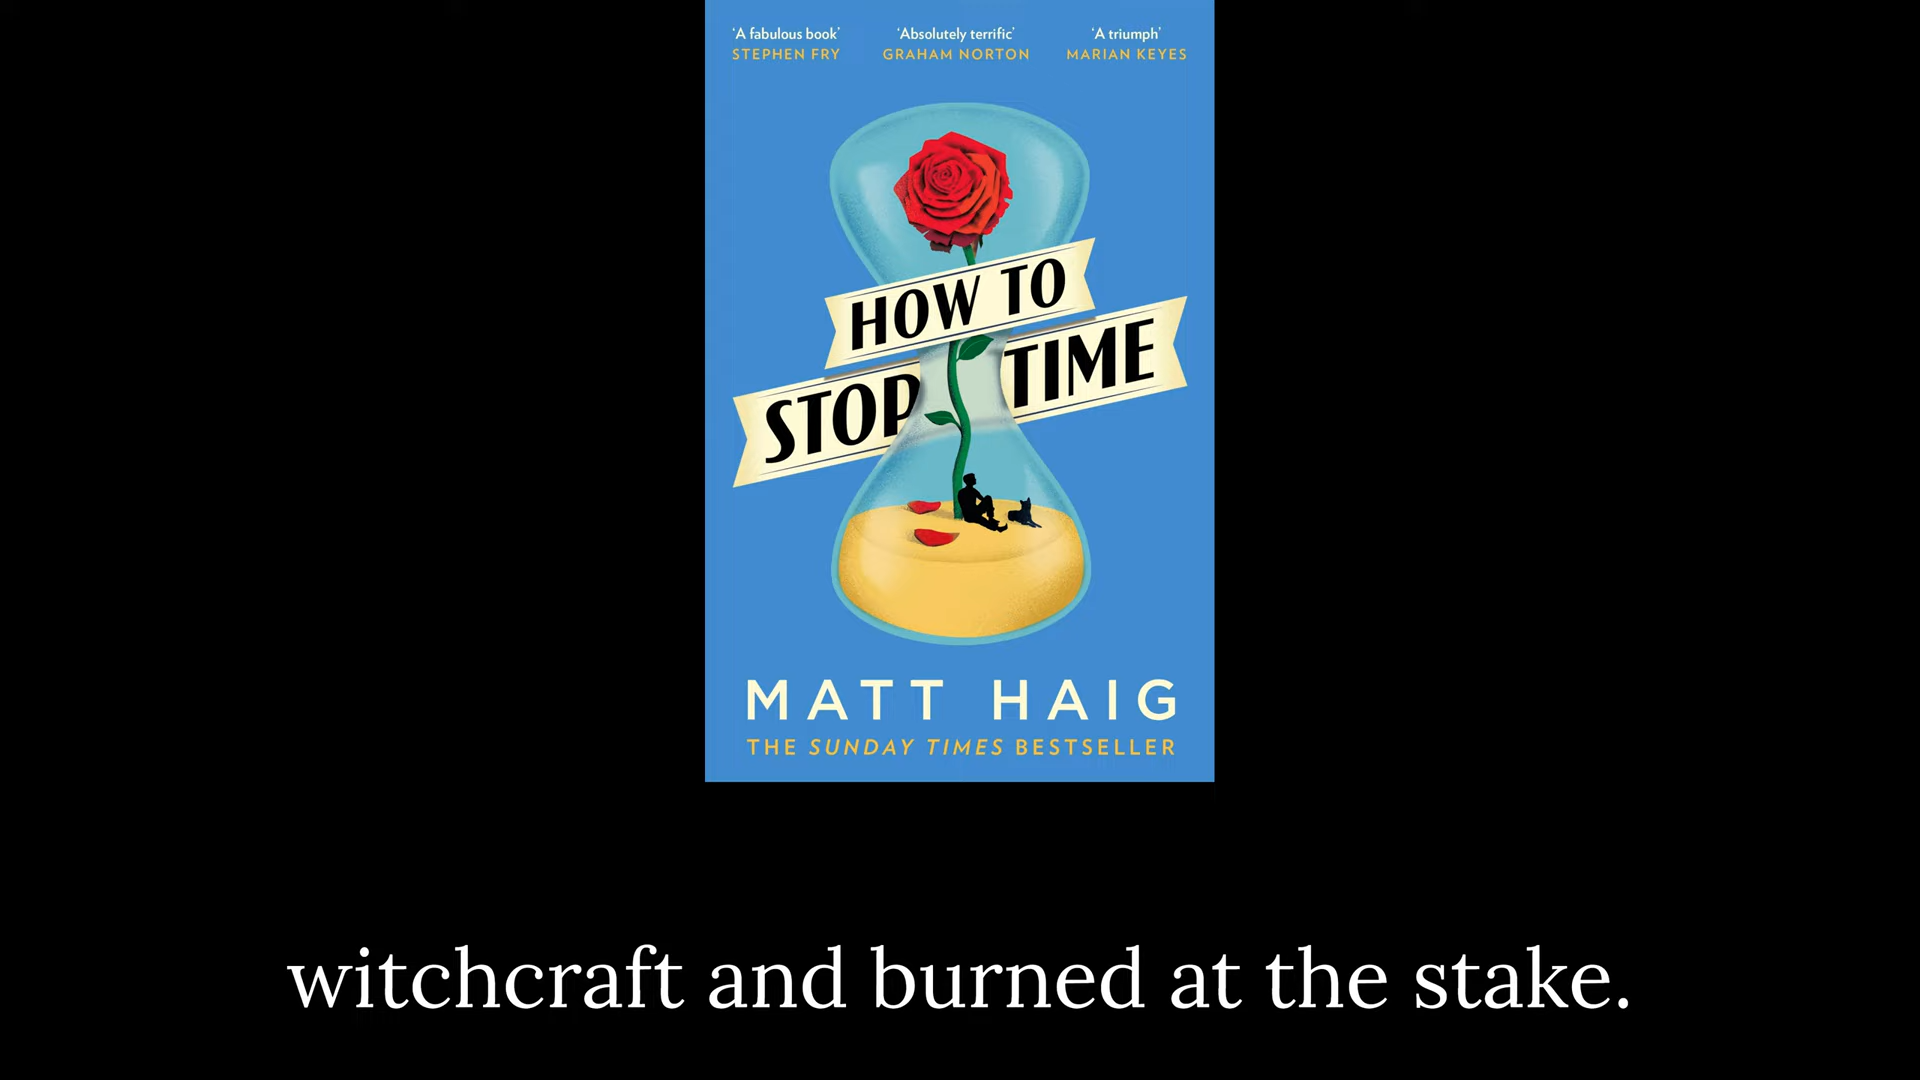 ‘A fabulous book’ ‘Absolutely terrific’ ‘A triumph’
STEPHEN FRY GRAHAM NORTON MARIAN KEYES
HOW TO
STOP TIME
MATT HAIG
THE SUNDAY TIMES BESTSELLER
witchcraft and burned at the stake.